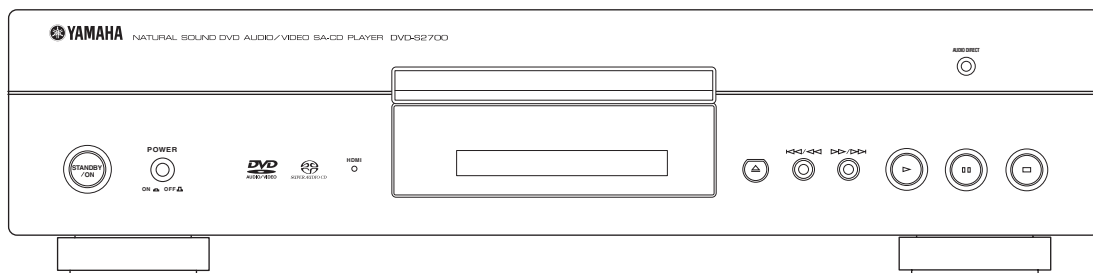 YAMAHA NATURAL SOUND DVD AUDIO/VIDEO SA-CD PLAYER DVD-S2700
AUDIO DIRECT
STANDBY
/ON
POWER
ON OFF
DVD
AUDIO/VIDEO
SUPER AUDIO CD
HDMI